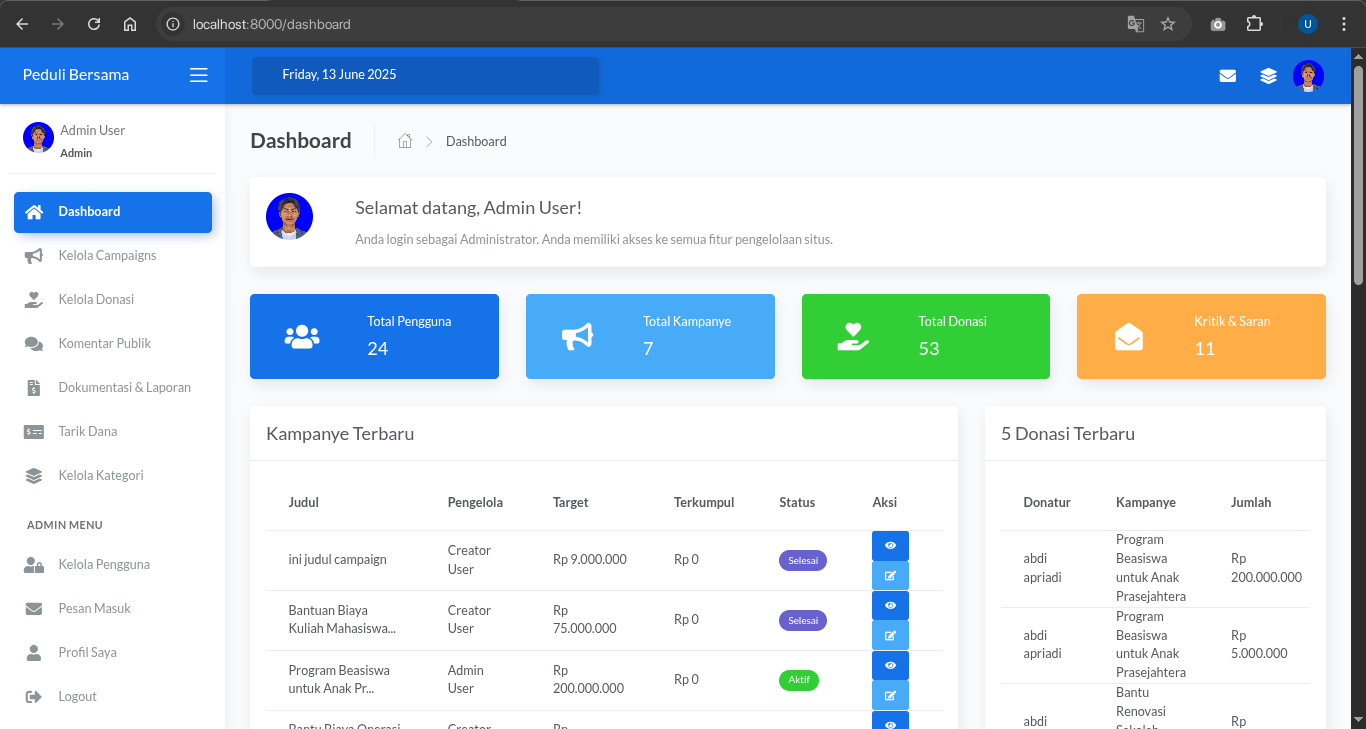 localhost:8000/dashboard
U
Peduli Bersama
Friday, 13 June 2025
Admin User
Admin
Dashboard
Kelola Campaigns
Kelola Donasi
Komentar Publik
Dokumentasi & Laporan
Tarik Dana
Kelola Kategori
ADMIN MENU
Kelola Pengguna
Pesan Masuk
Profil Saya
Logout
Dashboard
Dashboard
Selamat datang, Admin User!
Anda login sebagai Administrator. Anda memiliki akses ke semua fitur pengelolaan situs.
Total Pengguna
24
Total Kampanye
7
Total Donasi
53
Kritik & Saran
11
Kampanye Terbaru
Judul Pengelola Target Terkumpul Status Aksi
ini judul campaign Creator User Rp 9.000.000 Rp 0 Selesai
Bantuan Biaya Kuliah Mahasiswa... Creator User Rp 75.000.000 Rp 0 Selesai
Program Beasiswa untuk Anak Pr... Admin User Rp 200.000.000 Rp 0 Aktif
Bantu Biaya Operasi Creator Rp
5 Donasi Terbaru
Donatur Kampanye Jumlah
abdi apriadi Program Beasiswa untuk Anak Prasejahtera Rp 200.000.000
abdi apriadi Program Beasiswa untuk Anak Prasejahtera Rp 5.000.000
abdi Bantu Renovasi Sekolah Rp